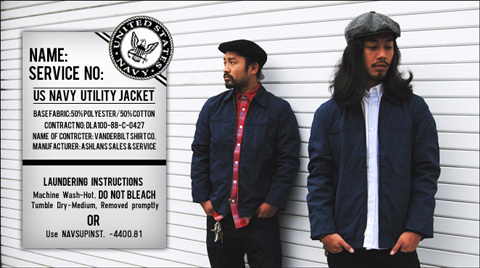 UNITED STATES
NAVY
NAME:
SERVICE NO:
US NAVY UTILITY JACKET
BASE FABRIC:50% POLYESTER / 50% COTTON
CONTRACT NO:DLA100-88-C-0427
NAME OF CONTRCTER: VANDERBILT SHIRT CO.
MANUFACTURER: ASHLANS SALES & SERVICE
LAUNDERING INSTRUCTIONS
Machine Wash-Hot, DO NOT BLEACH
Tumble Dry-Medium, Removed promptly
OR
Use NAVSUPINST. -4400.81